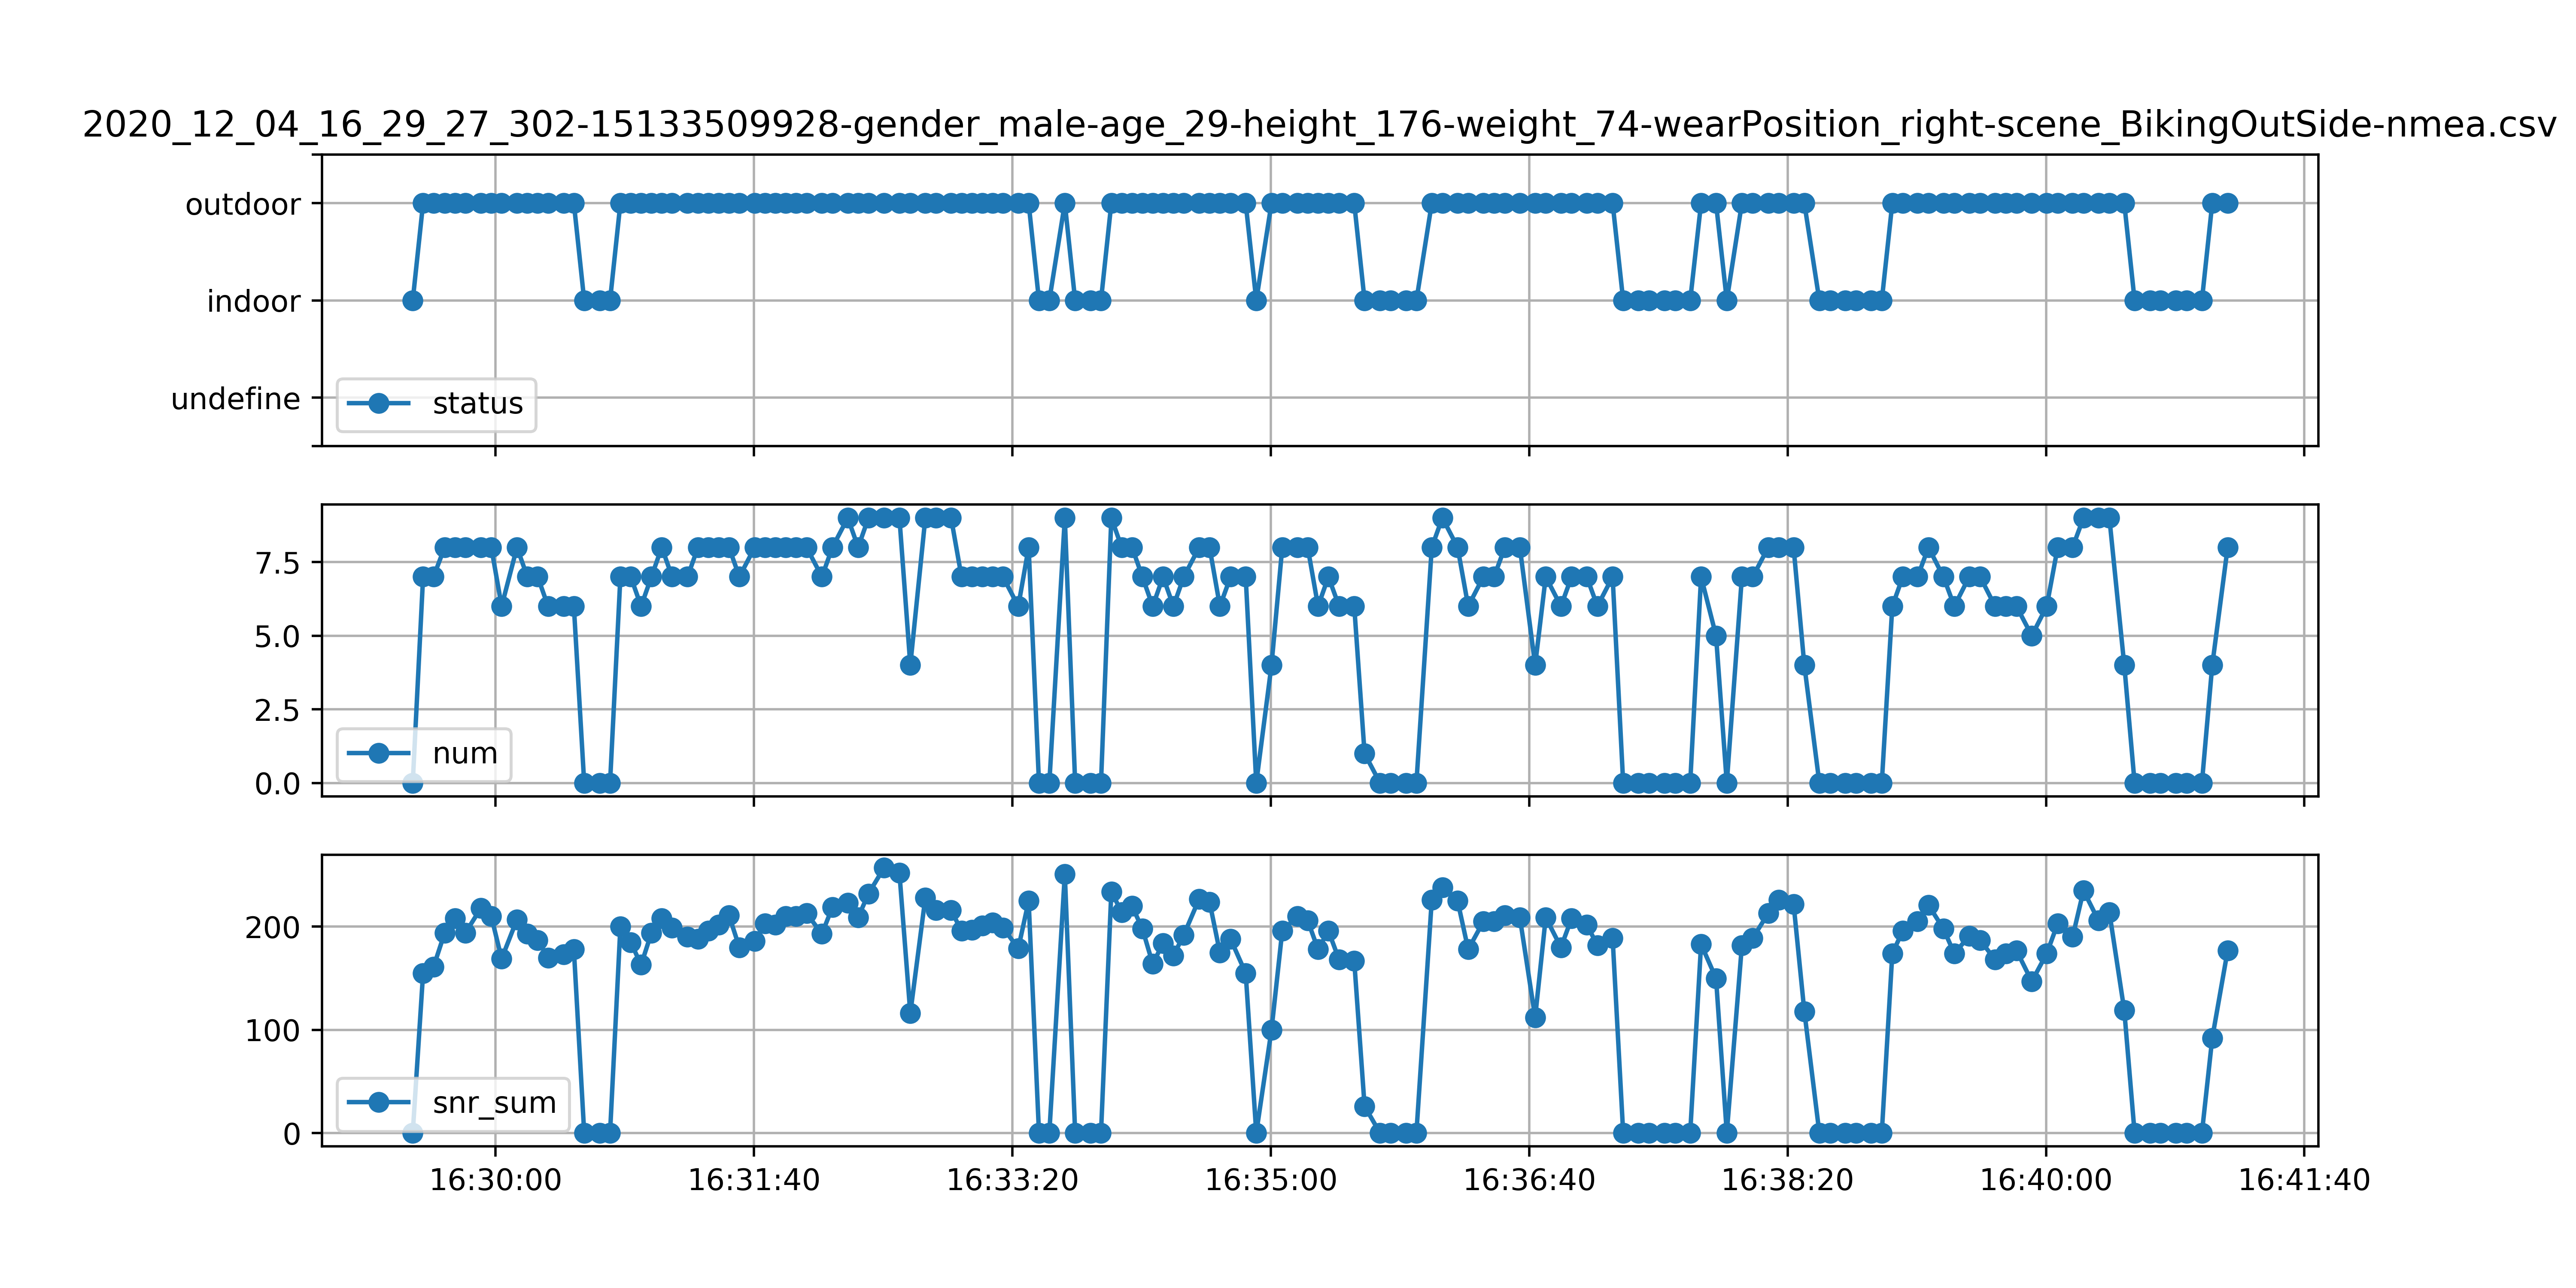 2020_12_04_16_29_27_302-15133509928-gender_male-age_29-height_176-weight_74-wearPosition_right-scene_BikingOutSide-nmea.csv
outdoor
indoor
undefine
status
7.5
5.0
2.5
0.0
num
200
100
0
snr_sum
16:30:00 16:31:40 16:33:20 16:35:00 16:36:40 16:38:20 16:40:00 16:41:40